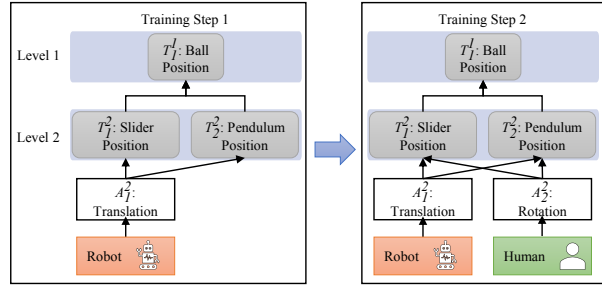 Training Step 1
Level 1
T₁¹: Ball
Position
Level 2
T₁²: Slider
Position
T₂²: Pendulum
Position
A₁²:
Translation
Robot
Training Step 2
T₁¹: Ball
Position
T₁²: Slider
Position
T₂²: Pendulum
Position
A₁²:
Translation
A₂²:
Rotation
Robot
Human